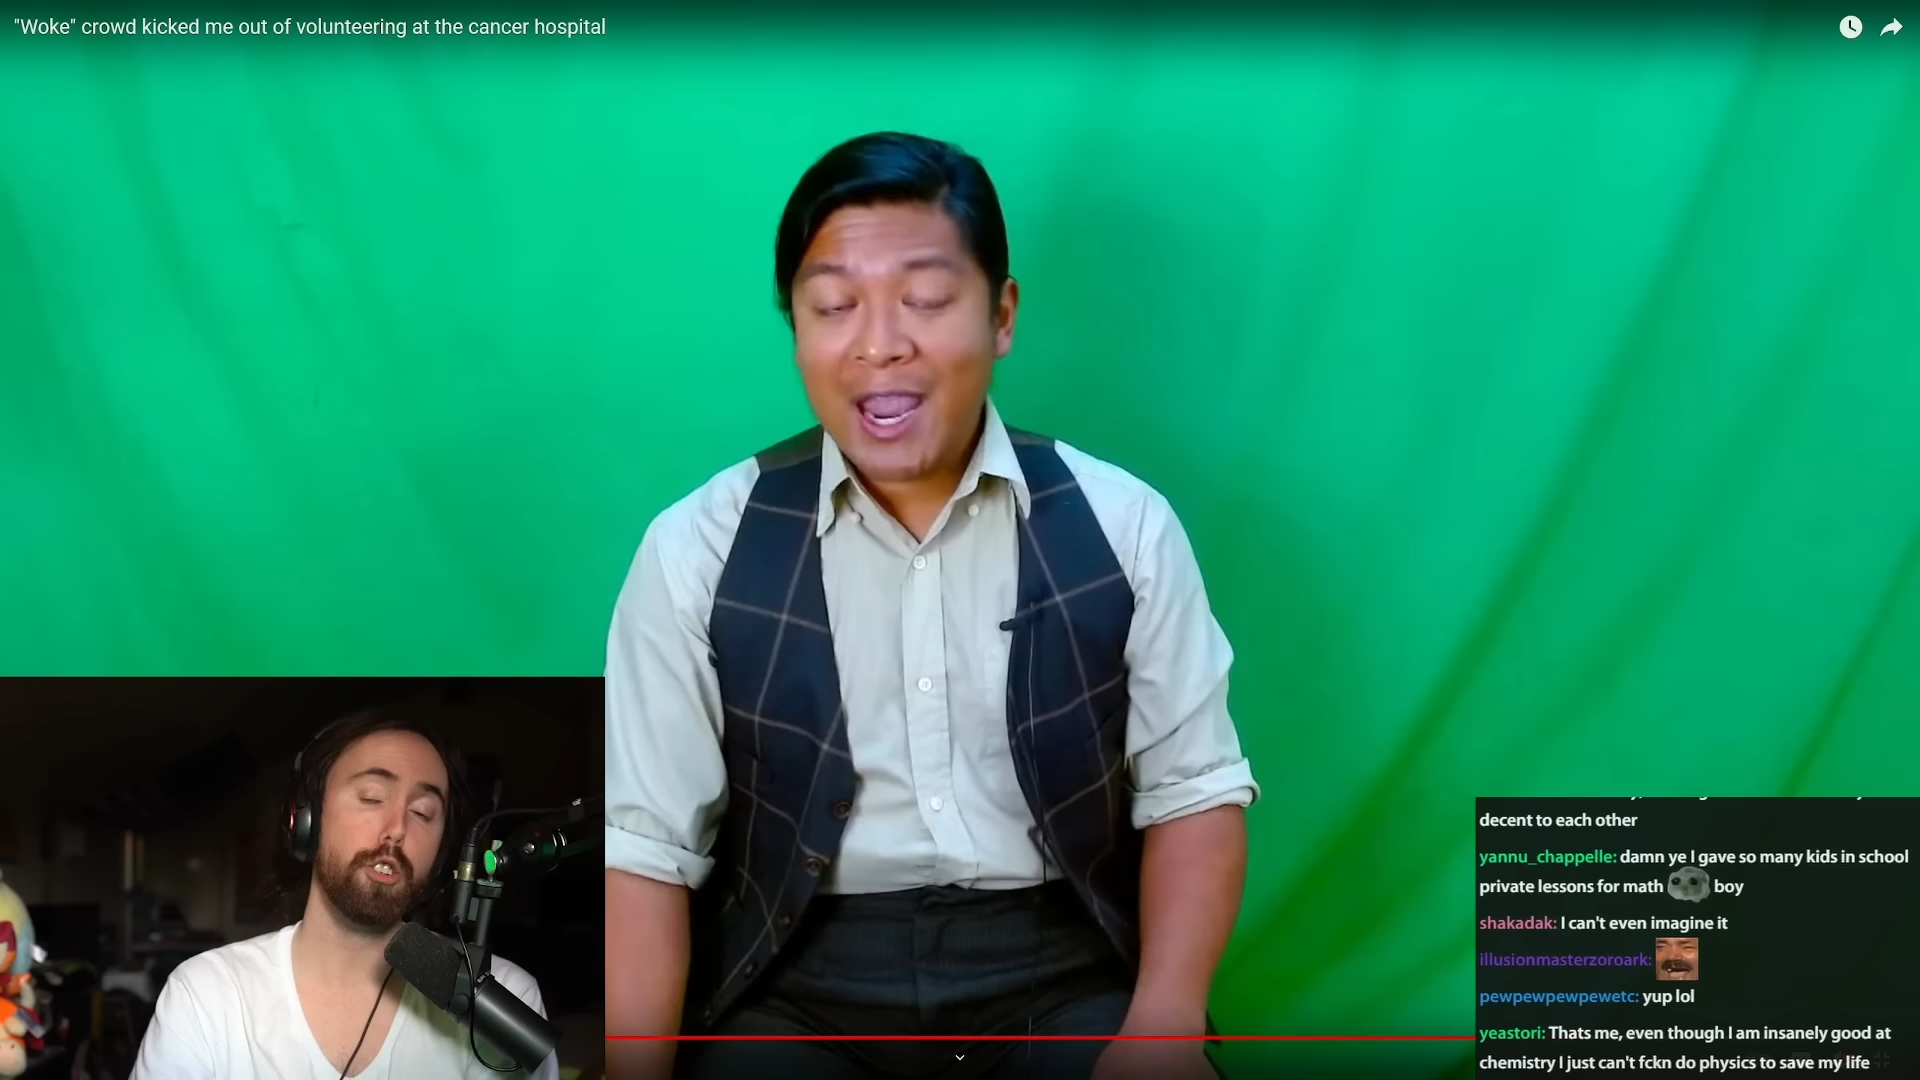 "Woke" crowd kicked me out of volunteering at the cancer hospital
decent to each other
yannu_chappelle: damn ye I gave so many kids in school
private lessons for math boy
shakadak: I can't even imagine it
illusionmasterzoroark:
pewpewpewpewetc: yup lol
yeastori: Thats me, even though I am insanely good at
chemistry I just can't fckn do physics to save my life